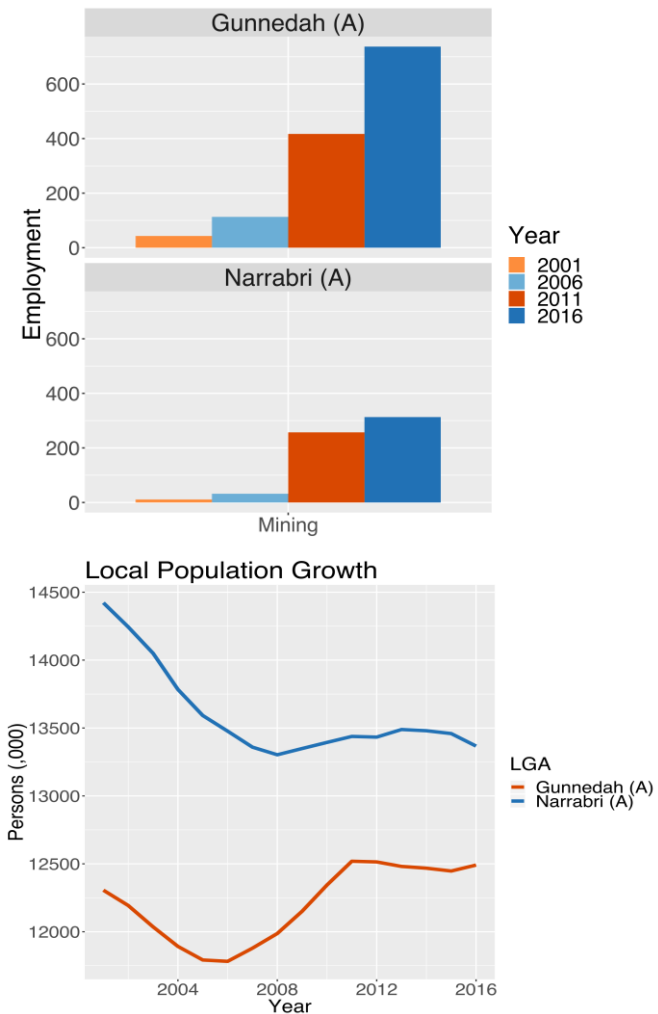 Gunnedah (A)
600
400
200
0
Narrabri (A)
600
400
200
0
Mining
Employment
Year
2001
2006
2011
2016
Local Population Growth
14500
14000
13500
13000
12500
12000
Persons (,000)
2004
2008
2012
2016
Year
LGA
Gunnedah (A)
Narrabri (A)